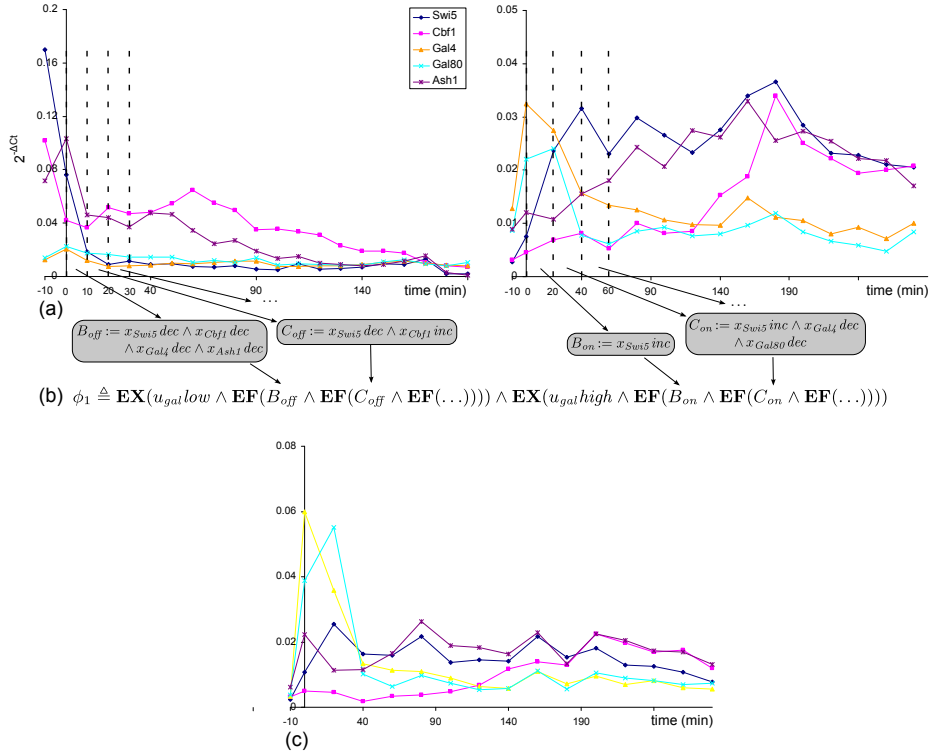 0.2
0.16
0.12
0.08
0.04
0
2^-ΔCt
-10 0 10 20 30 40 90 140
time (min)
(a)
Swi5
Cbf1
Gal4
Gal80
Ash1
0.05
0.04
0.03
0.02
0.01
0
-10 0 20 40 60 90 140 190
time (min)
...
...
B_off := x_Swi5 dec ∧ x_Cbf1 dec
∧ x_Gal4 dec ∧ x_Ash1 dec
C_off := x_Swi5 dec ∧ x_Cbf1 inc
B_on := x_Swi5 inc
C_on := x_Swi5 inc ∧ x_Gal4 dec
∧ x_Gal80 dec
(b) ϕ_1 ≜ EX(u_gal low ∧ EF(B_off ∧ EF(C_off ∧ EF(...)))) ∧ EX(u_gal high ∧ EF(B_on ∧ EF(C_on ∧ EF(...))))
0.08
0.06
0.04
0.02
0
-10 40 90 140 190
time (min)
(c)